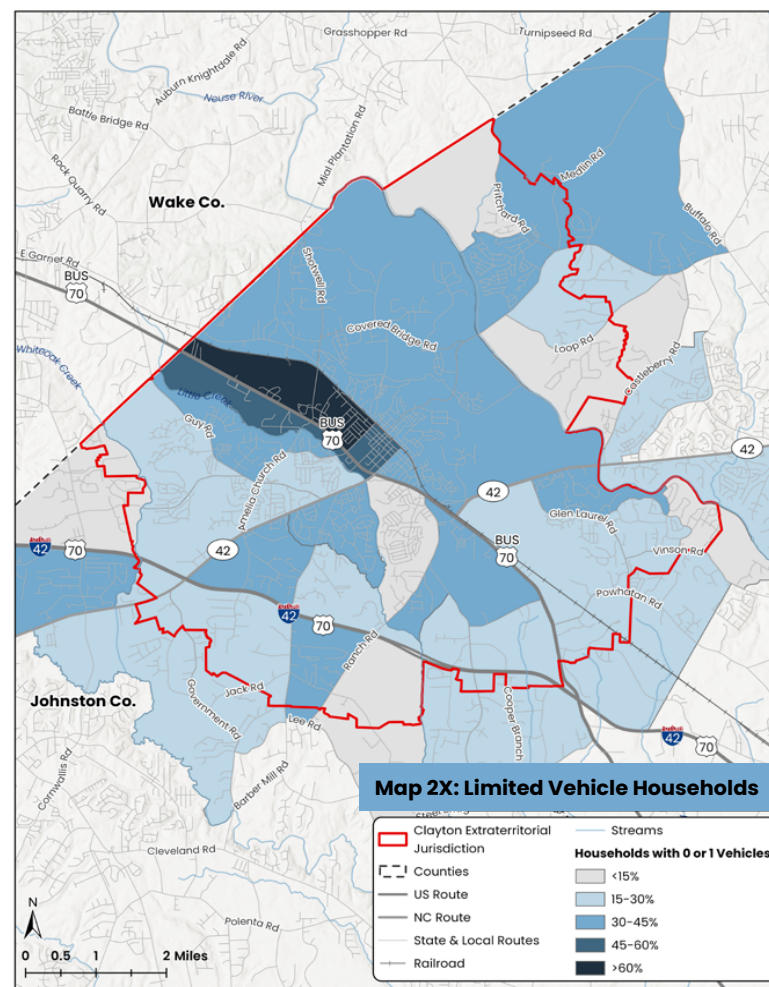 Grasshopper Rd
Turnipseed Rd
Auburn Knightdale Rd
Neuse River
Battle Bridge Rd
Mial Plantation Rd
Rock Quarry Rd
Medlin Rd
Pritchard Rd
Wake Co.
Buffalo Rd
E Garner Rd
BUS
70
Shotwell Rd
Covered Bridge Rd
Loop Rd
Whiteoak Creek
Castleberry Rd
Little Creek
Guy Rd
BUS
70
42
Amelia Church Rd
42
Glen Laurel Rd
BUS
70
42
42
70
Vinson Rd
Powhatan Rd
42
70
Ranch Rd
Johnston Co.
Jack Rd
Government Rd
Lee Rd
Cooper Branch
42
70
Cornwallis Rd
Barber Mill Rd
Map 2X: Limited Vehicle Households
Cleveland Rd
Polenta Rd
N
0 0.5 1 2 Miles
Clayton Extraterritorial
Jurisdiction
Counties
US Route
NC Route
State & Local Routes
Railroad
Streams
Households with 0 or 1 Vehicles
<15%
15-30%
30-45%
45-60%
>60%